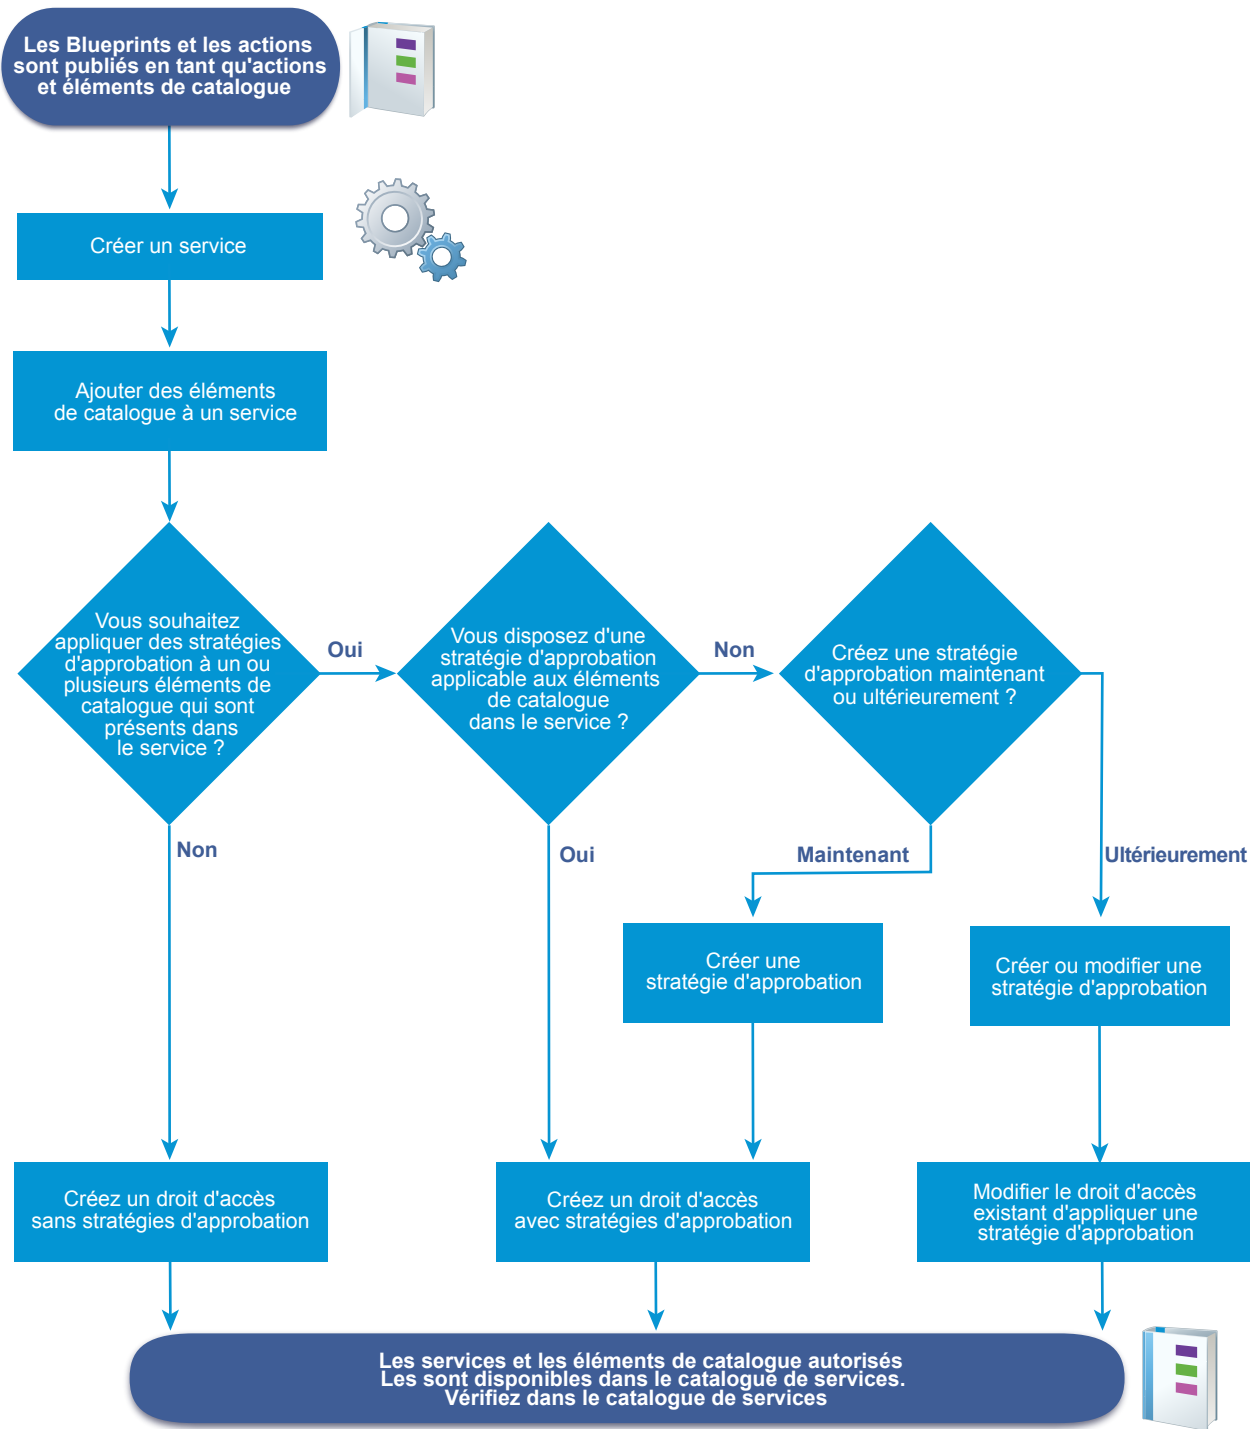 Les Blueprints et les actions
sont publiés en tant qu'actions
et éléments de catalogue
Créer un service
Ajouter des éléments
de catalogue à un service
Vous souhaitez
appliquer des stratégies
d'approbation à un ou
plusieurs éléments de
catalogue qui sont
présents dans
le service ?
Oui
Vous disposez d'une
stratégie d'approbation
applicable aux éléments
de catalogue
dans le service ?
Non
Créez une stratégie
d'approbation maintenant
ou ultérieurement ?
Non
Oui
Maintenant
Ultérieurement
Créer une
stratégie d'approbation
Créer ou modifier une
stratégie d'approbation
Créez un droit d'accès
sans stratégies d'approbation
Créez un droit d'accès
avec stratégies d'approbation
Modifier le droit d'accès
existant d'appliquer une
stratégie d'approbation
Les services et les éléments de catalogue autorisés
Les sont disponibles dans le catalogue de services.
Vérifiez dans le catalogue de services